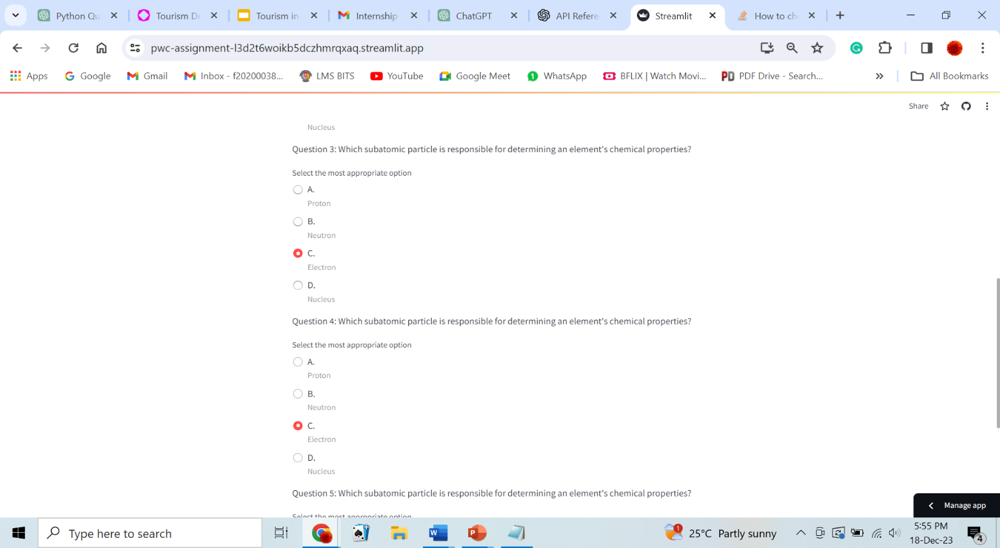 Python Qu
Tourism De
Tourism in
Internship
ChatGPT
API Refere
Streamlit
How to ch
pwc-assignment-l3d2t6woikb5dczhmrqxaq.streamlit.app
Apps
Google
Gmail
Inbox - f20200038...
LMS BITS
YouTube
Google Meet
1
WhatsApp
BFLIX | Watch Movi...
PD
PDF Drive - Search...
All Bookmarks
Share
Nucleus
Question 3: Which subatomic particle is responsible for determining an element's chemical properties?
Select the most appropriate option
A.
Proton
B.
Neutron
C.
Electron
D.
Nucleus
Question 4: Which subatomic particle is responsible for determining an element's chemical properties?
Select the most appropriate option
A.
Proton
B.
Neutron
C.
Electron
D.
Nucleus
Question 5: Which subatomic particle is responsible for determining an element's chemical properties?
Select the most appropriate option
Manage app
Type here to search
1
25°C Partly sunny
5:55 PM
18-Dec-23
4